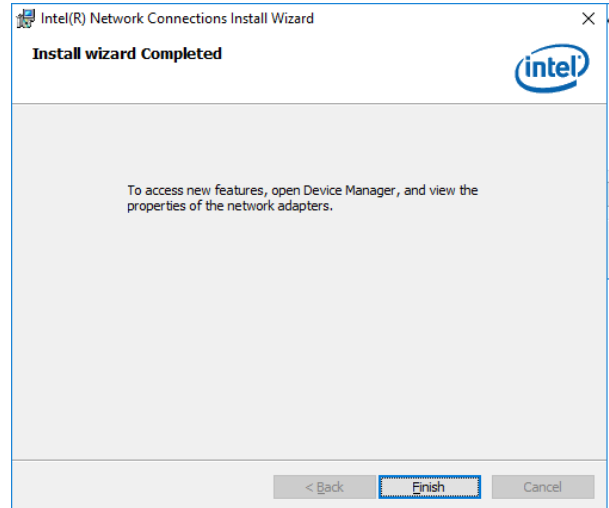 Intel(R) Network Connections Install Wizard
Install wizard Completed
intel
To access new features, open Device Manager, and view the
properties of the network adapters.
< Back
Finish
Cancel